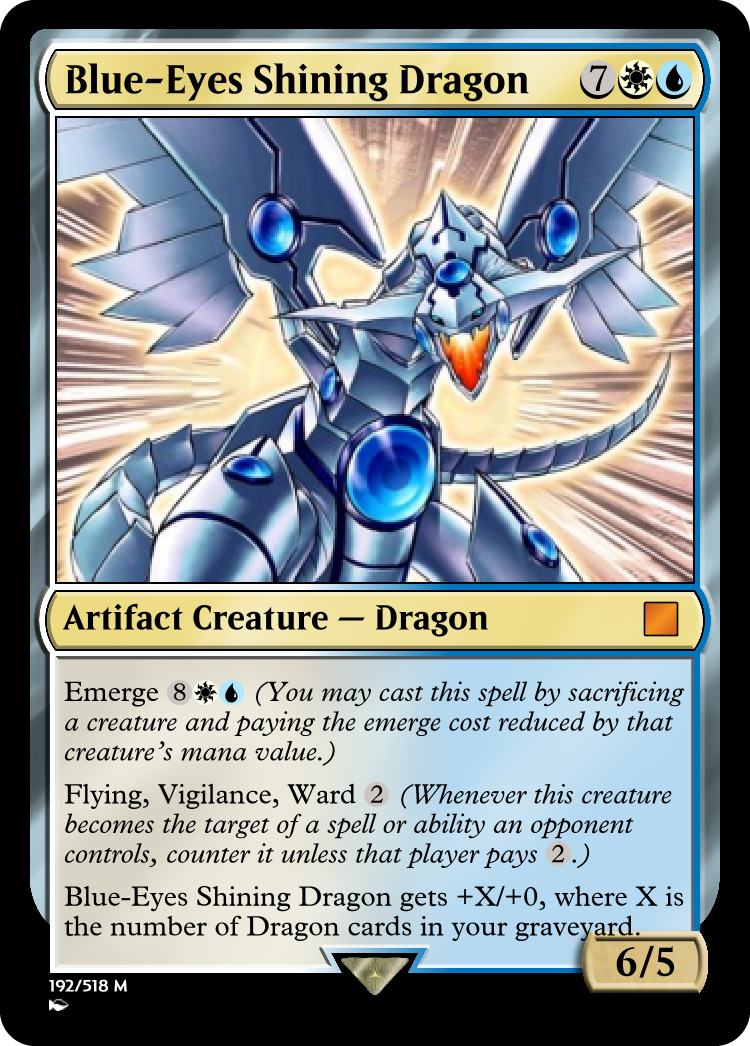 Blue-Eyes Shining Dragon 7
Artifact Creature — Dragon
Emerge 8 (You may cast this spell by sacrificing
a creature and paying the emerge cost reduced by that
creature's mana value.)
Flying, Vigilance, Ward 2 (Whenever this creature
becomes the target of a spell or ability an opponent
controls, counter it unless that player pays 2.)
Blue-Eyes Shining Dragon gets +X/+0, where X is
the number of Dragon cards in your graveyard.
6/5
192/518 M